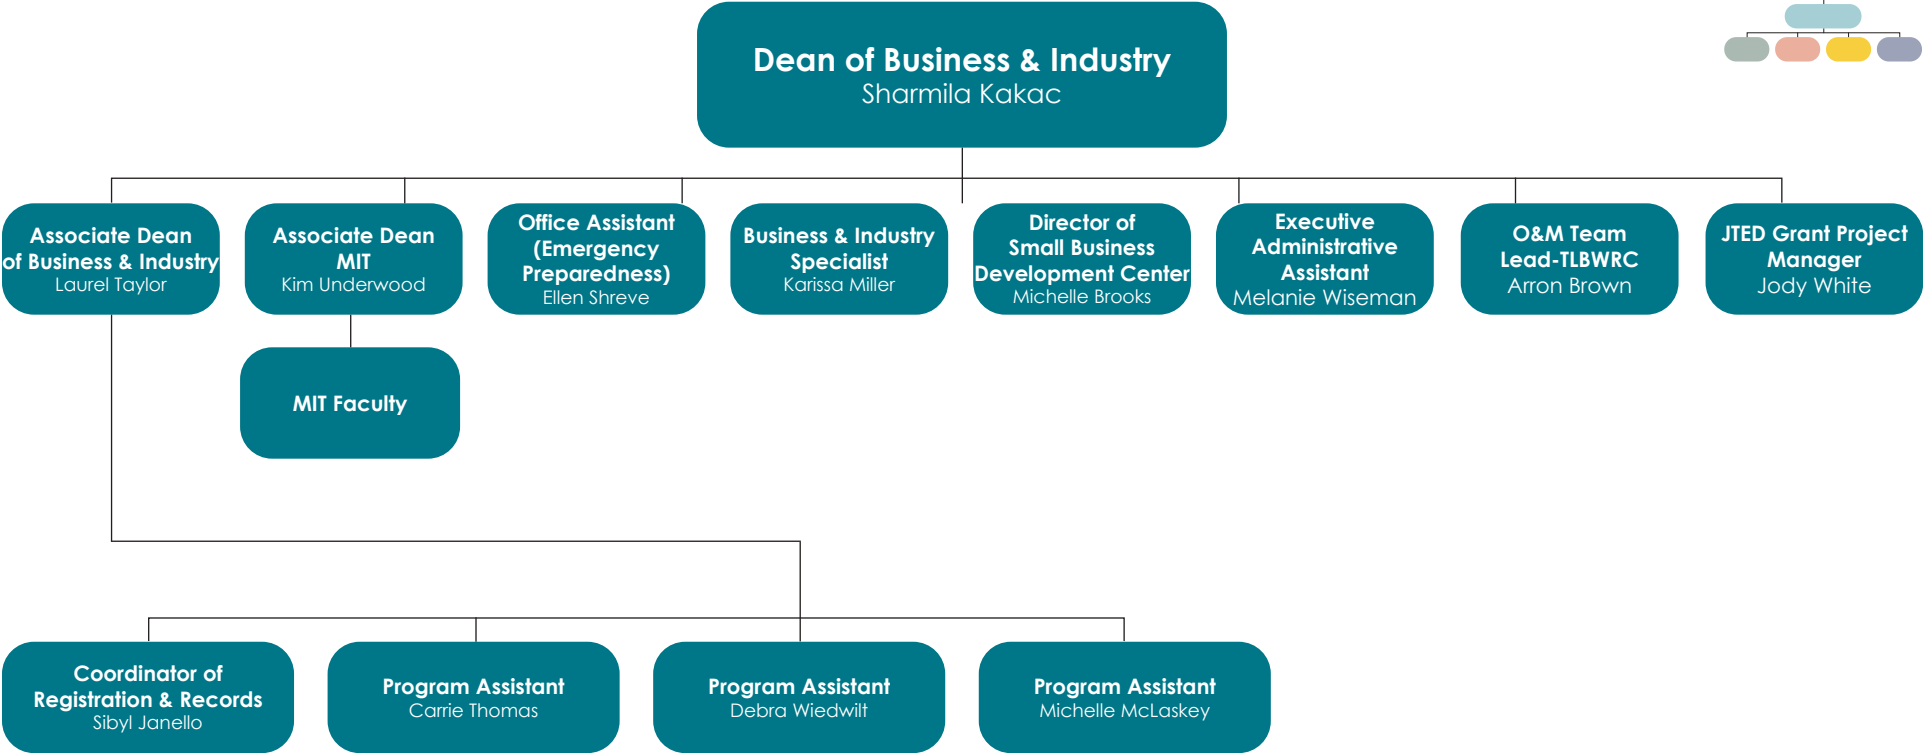 Dean of Business & Industry
Sharmila Kakac
Associate Dean
of Business & Industry
Laurel Taylor
Associate Dean
MIT
Kim Underwood
Office Assistant
(Emergency
Preparedness)
Ellen Shreve
Business & Industry
Specialist
Karissa Miller
Director of
Small Business
Development Center
Michelle Brooks
Executive
Administrative
Assistant
Melanie Wiseman
O&M Team
Lead-TLBWRC
Arron Brown
JTED Grant Project
Manager
Jody White
MIT Faculty
Coordinator of
Registration & Records
Sibyl Janello
Program Assistant
Carrie Thomas
Program Assistant
Debra Wiedwilt
Program Assistant
Michelle McLaskey